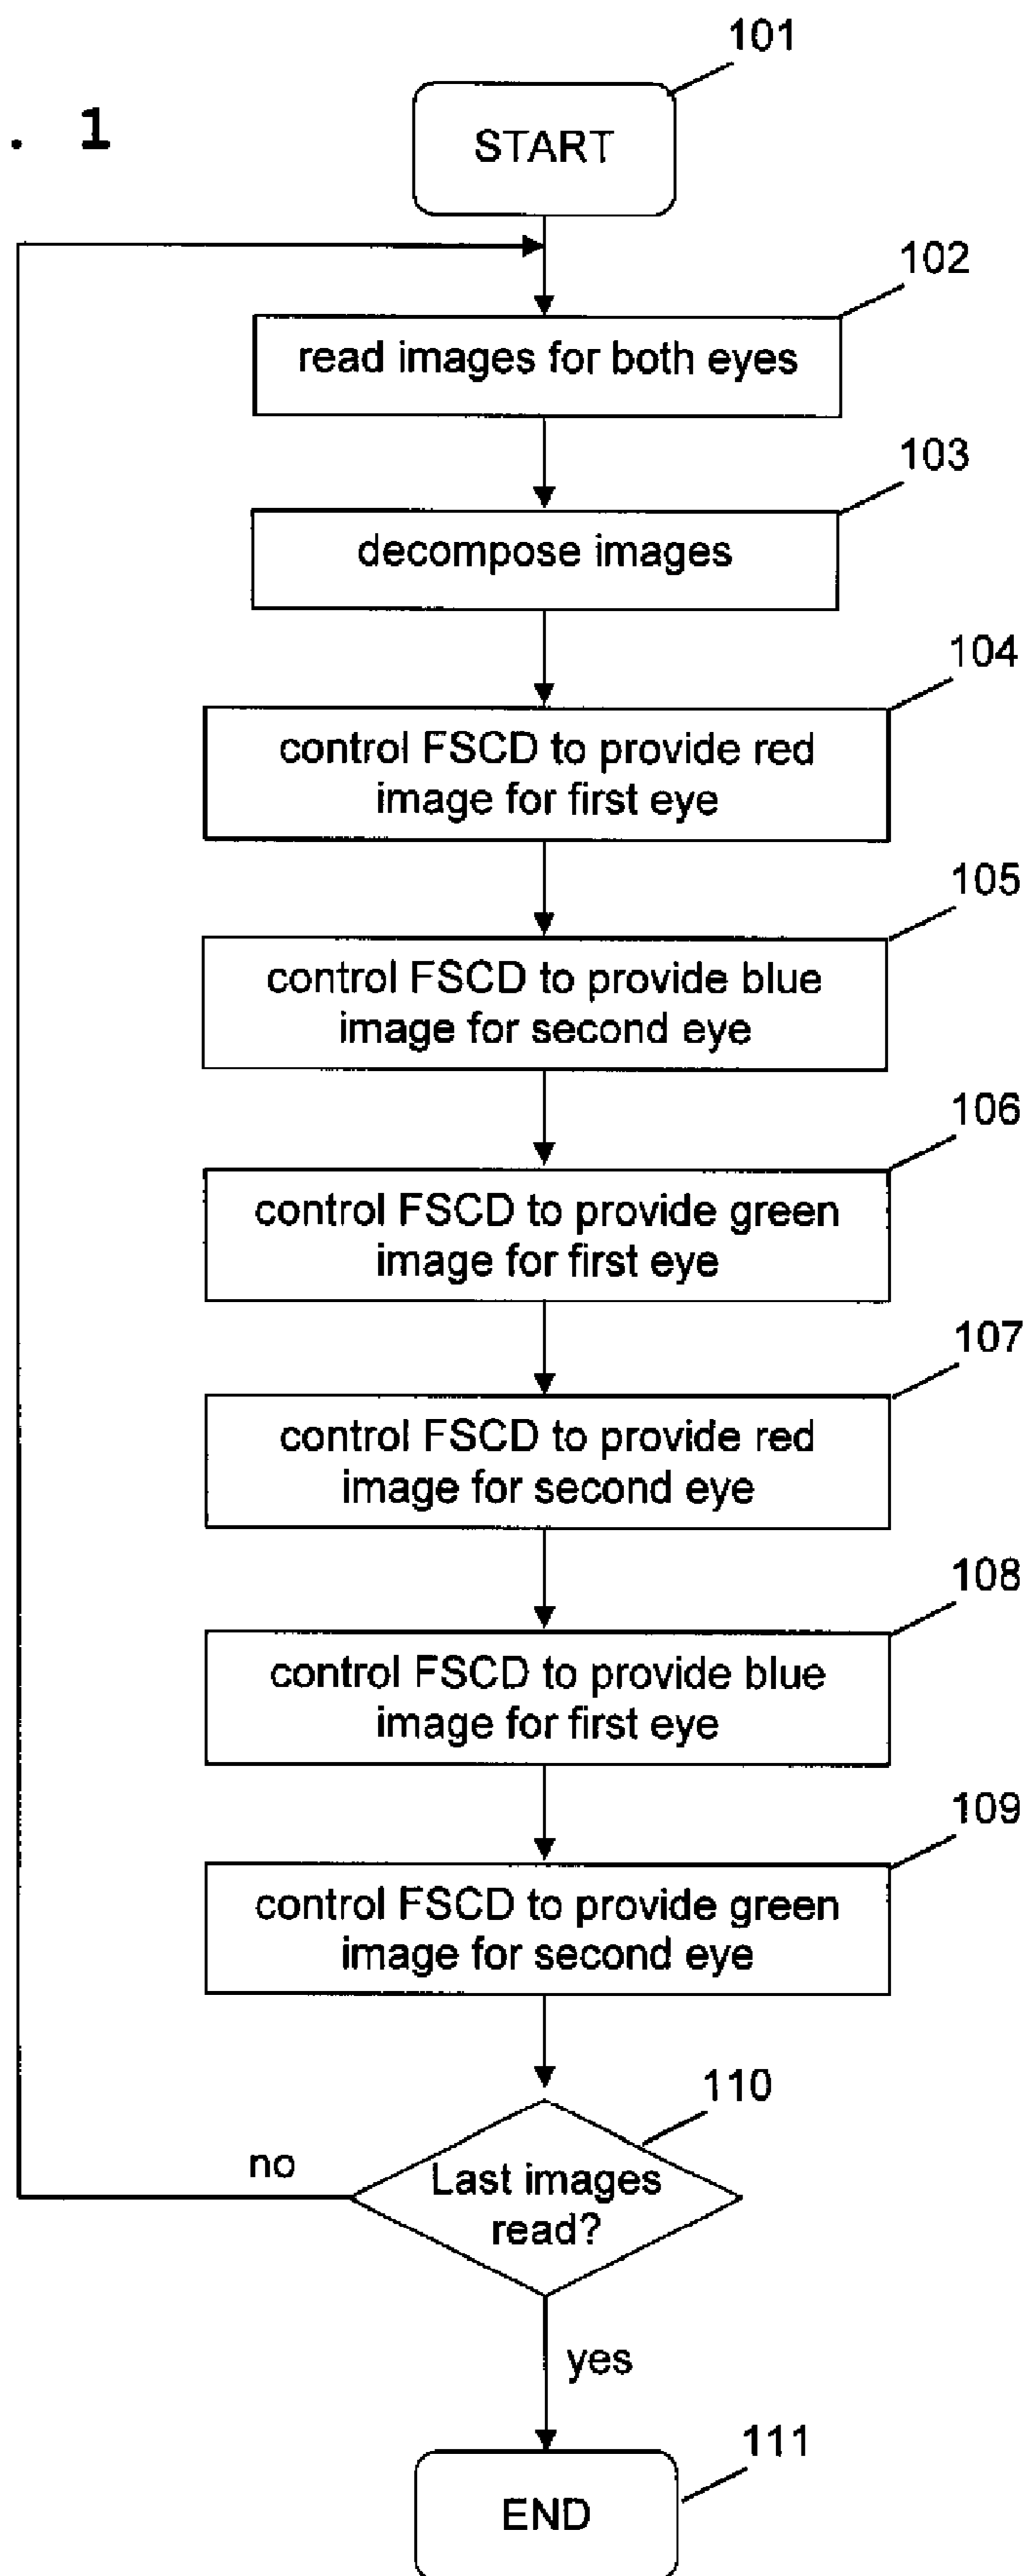 . 1
101
START
102
read images for both eyes
103
decompose images
104
control FSCD to provide red
image for first eye
105
control FSCD to provide blue
image for second eye
106
control FSCD to provide green
image for first eye
107
control FSCD to provide red
image for second eye
108
control FSCD to provide blue
image for first eye
109
control FSCD to provide green
image for second eye
110
no
Last images
read?
yes
111
END